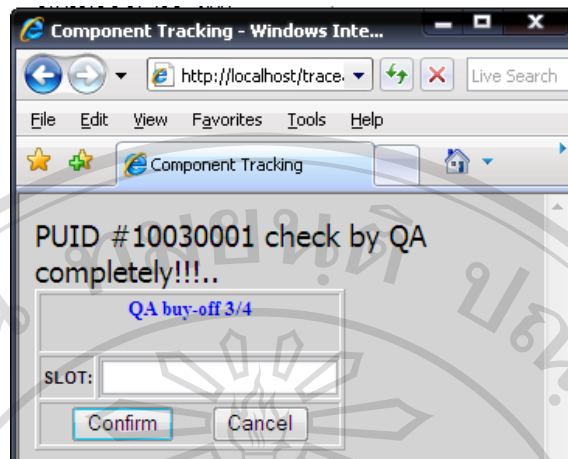 Component Tracking - Windows Inte...
http://localhost/trace.
Live Search
File Edit View Favorites Tools Help
Component Tracking
PUID #10030001 check by QA
completely!!!..
QA buy-off 3/4
SLOT:
Confirm Cancel